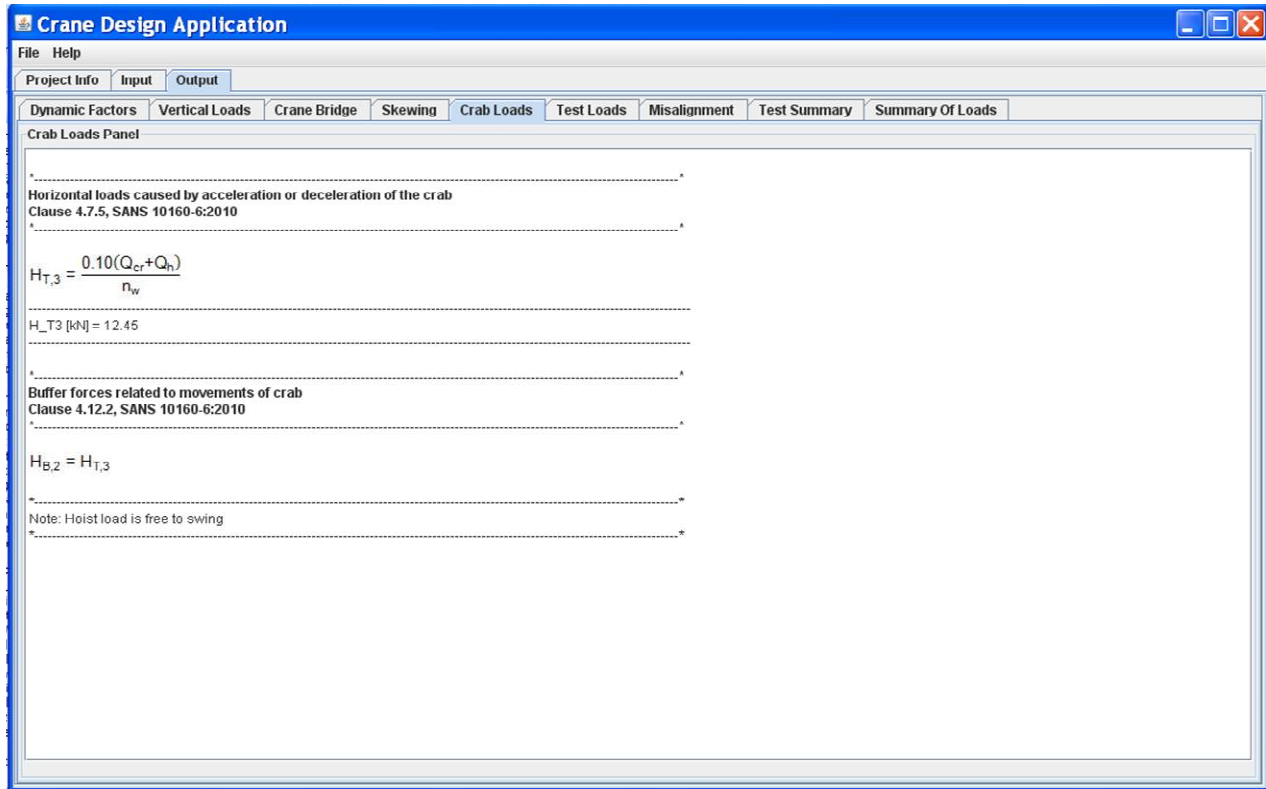 Crane Design Application
File Help
Project Info Input Output
Dynamic Factors Vertical Loads Crane Bridge Skewing Crab Loads Test Loads Misalignment Test Summary Summary Of Loads
Crab Loads Panel
*----------------------------------------------------------------*
Horizontal loads caused by acceleration or deceleration of the crab
Clause 4.7.5, SANS 10160-6:2010
*----------------------------------------------------------------*
H_T,3 = 0.10(Q_cr+Q_h) / n_w
------------------------------------------------------------------
H_T3 [kN] = 12.45
------------------------------------------------------------------
*----------------------------------------------------------------*
Buffer forces related to movements of crab
Clause 4.12.2, SANS 10160-6:2010
*----------------------------------------------------------------*
H_B,2 = H_T,3
*----------------------------------------------------------------*
Note: Hoist load is free to swing
*----------------------------------------------------------------*